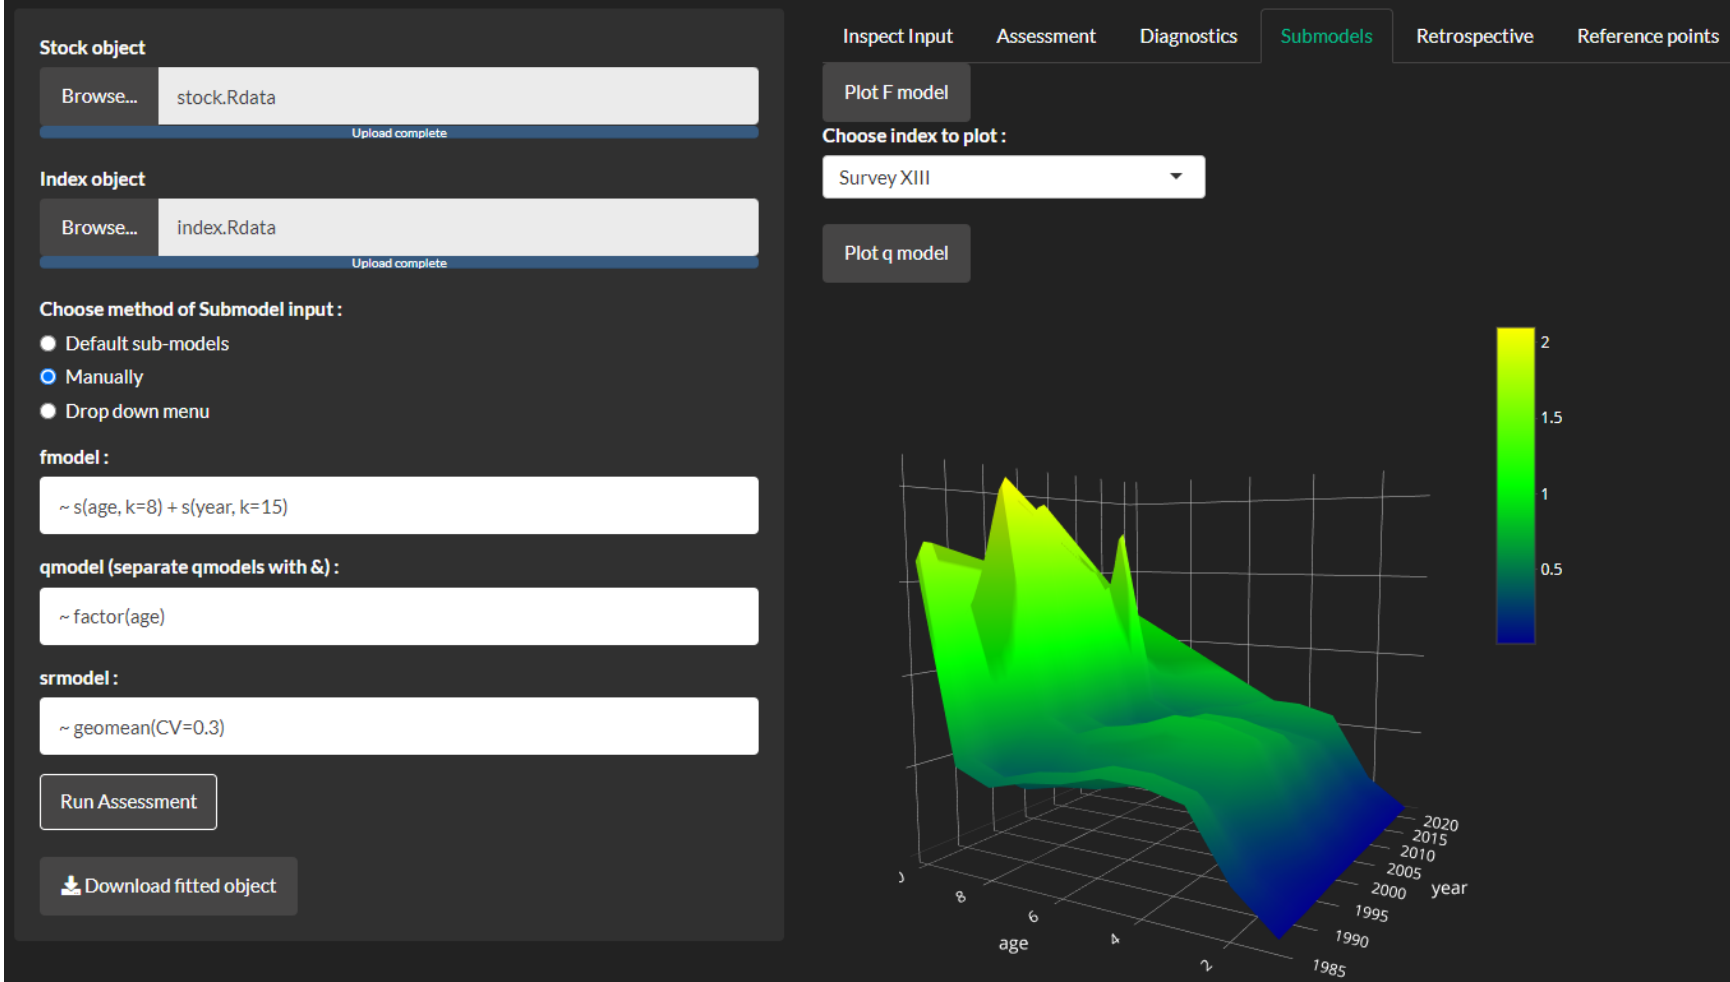 Stock object
Browse...
stock.Rdata
Upload complete
Index object
Browse...
index.Rdata
Upload complete
Choose method of Submodel input :
Default sub-models
Manually
Drop down menu
fmodel :
~ s(age, k=8) + s(year, k=15)
qmodel (separate qmodels with &) :
~ factor(age)
srmodel :
~ geomean(CV=0.3)
Run Assessment
Download fitted object
Inspect Input
Assessment
Diagnostics
Submodels
Retrospective
Reference points
Plot F model
Choose index to plot :
Survey XIII
Plot q model
2
1.5
1
0.5
8
6
4
2
age
2020
2015
2010
2005
2000
1995
1990
1985
year